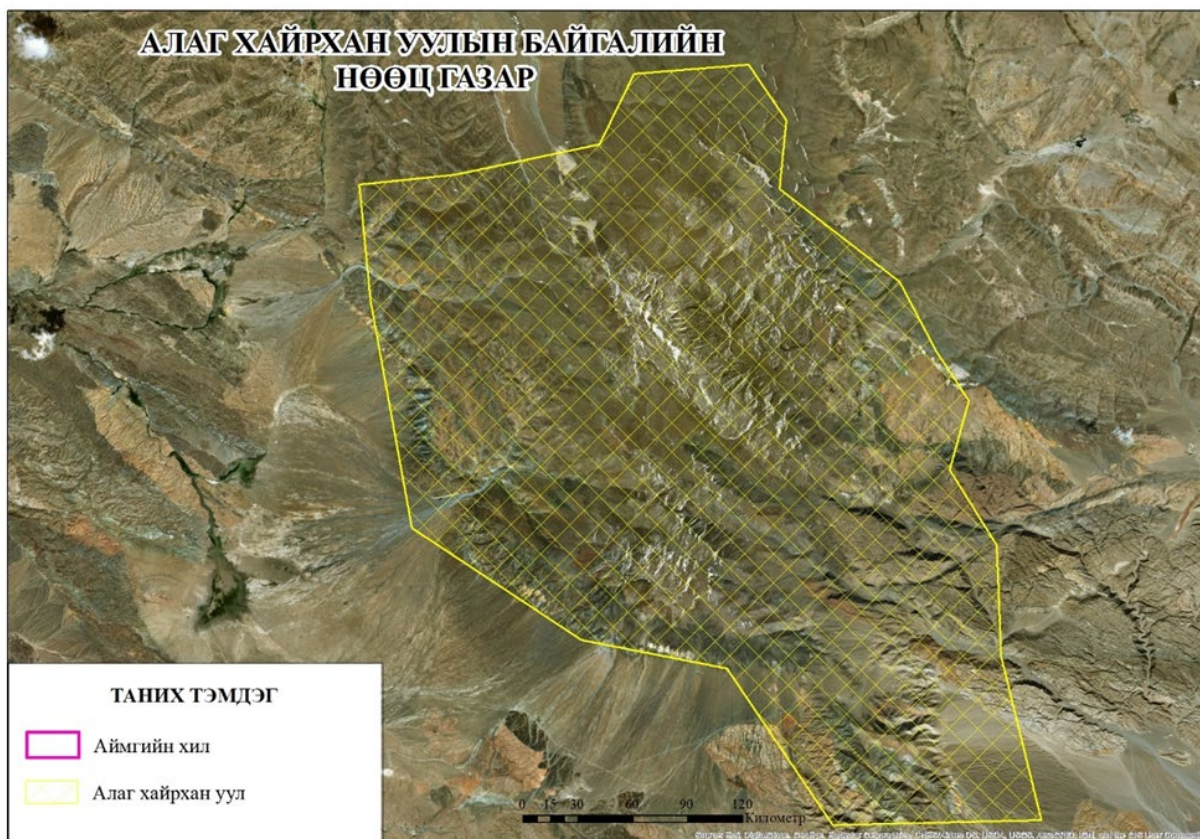 АЛАГ ХАЙРХАН УУЛЫН БАЙГАЛИЙН
НӨӨЦ ГАЗАР
ТАНИХ ТЭМДЭГ
Аймгийн хил
Алаг хайрхан уул
0 15 30 60 90 120
Километр